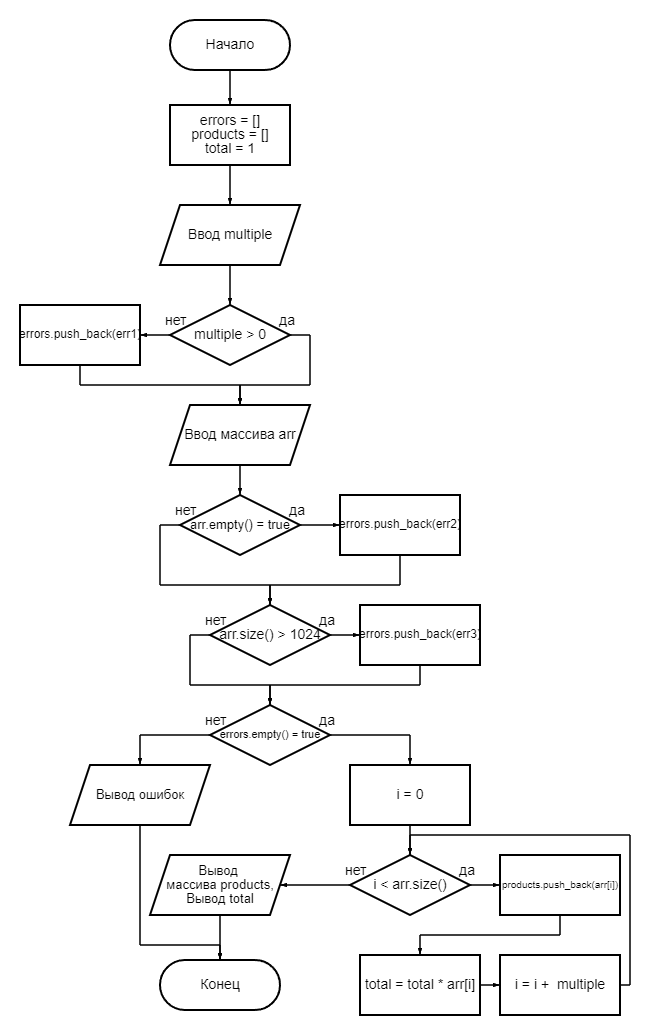 Начало
errors = []
products = []
total = 1
Ввод multiple
нет
да
errors.push_back(err1)
multiple > 0
Ввод массива arr
нет
да
arr.empty() = true
errors.push_back(err2)
нет
да
arr.size() > 1024
errors.push_back(err3)
нет
да
errors.empty() = true
Вывод ошибок
i = 0
Вывод
массива products,
Вывод total
нет
да
i < arr.size()
products.push_back(arr[i])
Конец
total = total * arr[i]
i = i + multiple